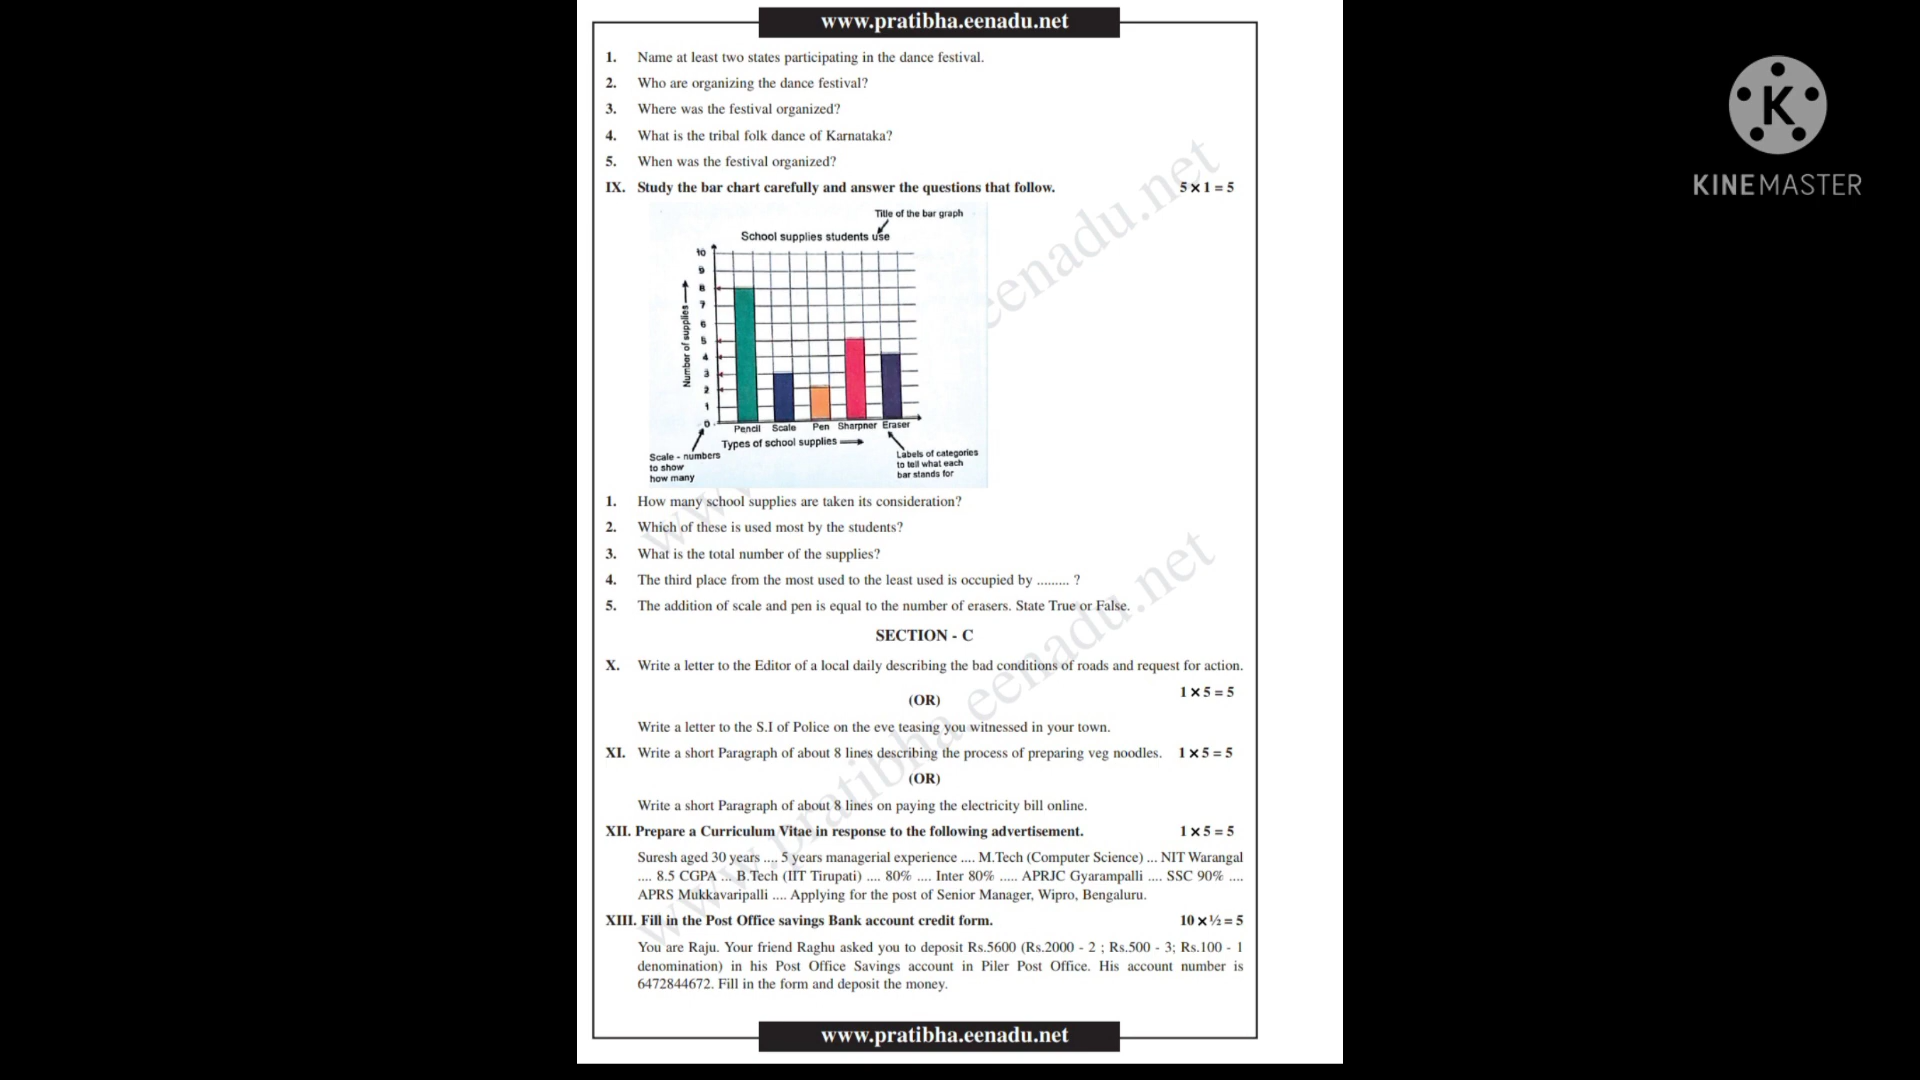 www.pratibha.eenadu.net
1. Name at least two states participating in the dance festival.
2. Who are organizing the dance festival?
3. Where was the festival organized?
4. What is the tribal folk dance of Karnataka?
5. When was the festival organized?
IX. Study the bar chart carefully and answer the questions that follow. 5 × 1 = 5
Title of the bar graph
School supplies students use
10
9
8
7
6
5
4
3
2
1
0
Number of supplies
Pencil Scale Pen Sharpner Eraser
Types of school supplies
Scale - numbers
to show
how many
Labels of categories
to tell what each
bar stands for
1. How many school supplies are taken its consideration?
2. Which of these is used most by the students?
3. What is the total number of the supplies?
4. The third place from the most used to the least used is occupied by ......... ?
5. The addition of scale and pen is equal to the number of erasers. State True or False.
SECTION - C
X. Write a letter to the Editor of a local daily describing the bad conditions of roads and request for action.
1 × 5 = 5
(OR)
Write a letter to the S.I of Police on the eve teasing you witnessed in your town.
XI. Write a short Paragraph of about 8 lines describing the process of preparing veg noodles. 1 × 5 = 5
(OR)
Write a short Paragraph of about 8 lines on paying the electricity bill online.
XII. Prepare a Curriculum Vitae in response to the following advertisement. 1 × 5 = 5
Suresh aged 30 years .... 5 years managerial experience .... M.Tech (Computer Science) ... NIT Warangal
.... 8.5 CGPA ... B.Tech (IIT Tirupati) .... 80% .... Inter 80% ..... APRJC Gyarampalli .... SSC 90% ....
APRS Mukkavaripalli .... Applying for the post of Senior Manager, Wipro, Bengaluru.
XIII. Fill in the Post Office savings Bank account credit form. 10 × ½ = 5
You are Raju. Your friend Raghu asked you to deposit Rs.5600 (Rs.2000 - 2 ; Rs.500 - 3; Rs.100 - 1
denomination) in his Post Office Savings account in Piler Post Office. His account number is
6472844672. Fill in the form and deposit the money.
www.pratibha.eenadu.net
www.pratibha.eenadu.net
K
KINEMASTER